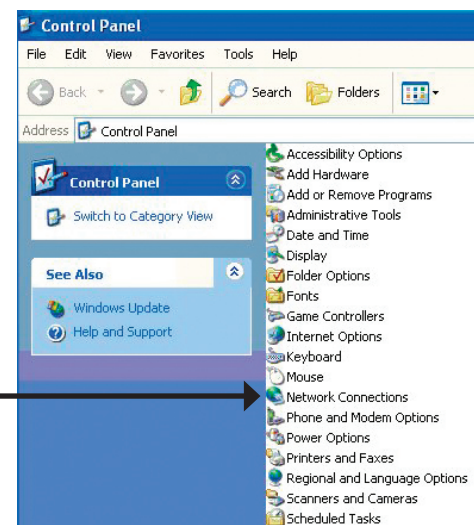 Control Panel
File Edit View Favorites Tools Help
Back Search Folders
Address Control Panel
Control Panel
Switch to Category View
See Also
Windows Update
Help and Support
Accessibility Options
Add Hardware
Add or Remove Programs
Administrative Tools
Date and Time
Display
Folder Options
Fonts
Game Controllers
Internet Options
Keyboard
Mouse
Network Connections
Phone and Modem Options
Power Options
Printers and Faxes
Regional and Language Options
Scanners and Cameras
Scheduled Tasks